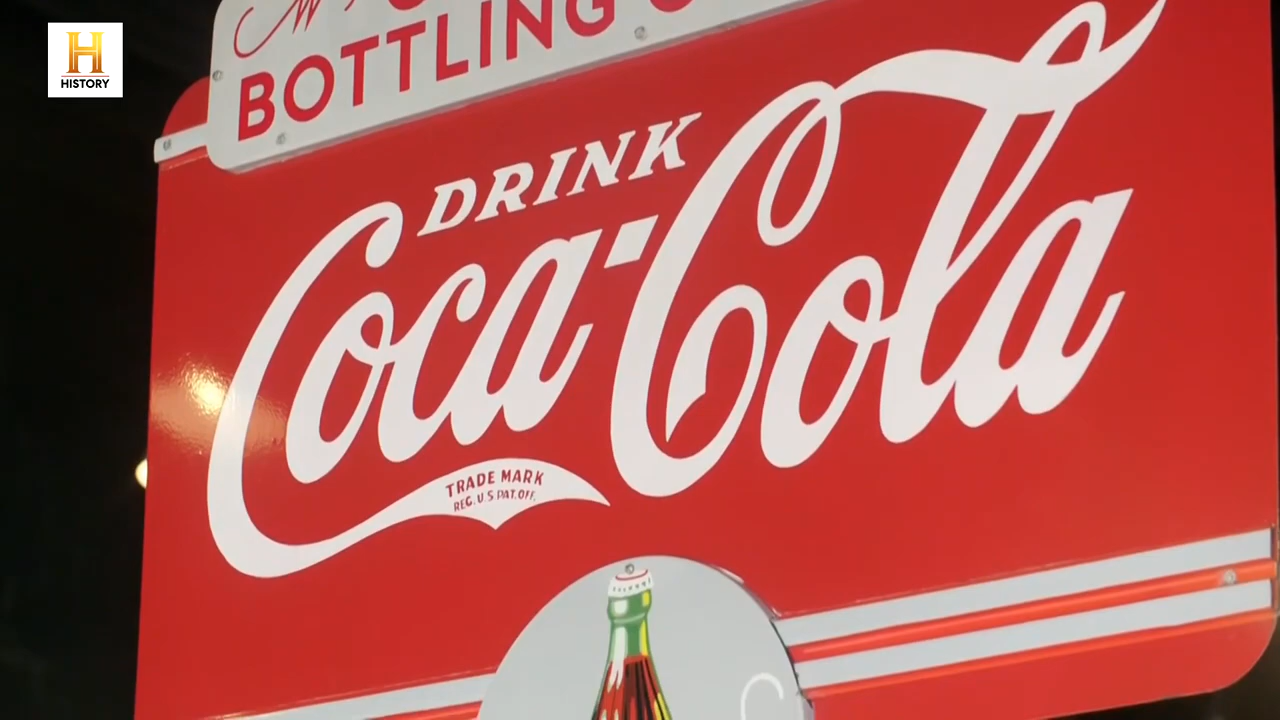 H
HISTORY
BOTTLING
DRINK
Coca-Cola
TRADE MARK
REG. U.S PAT. OFF.